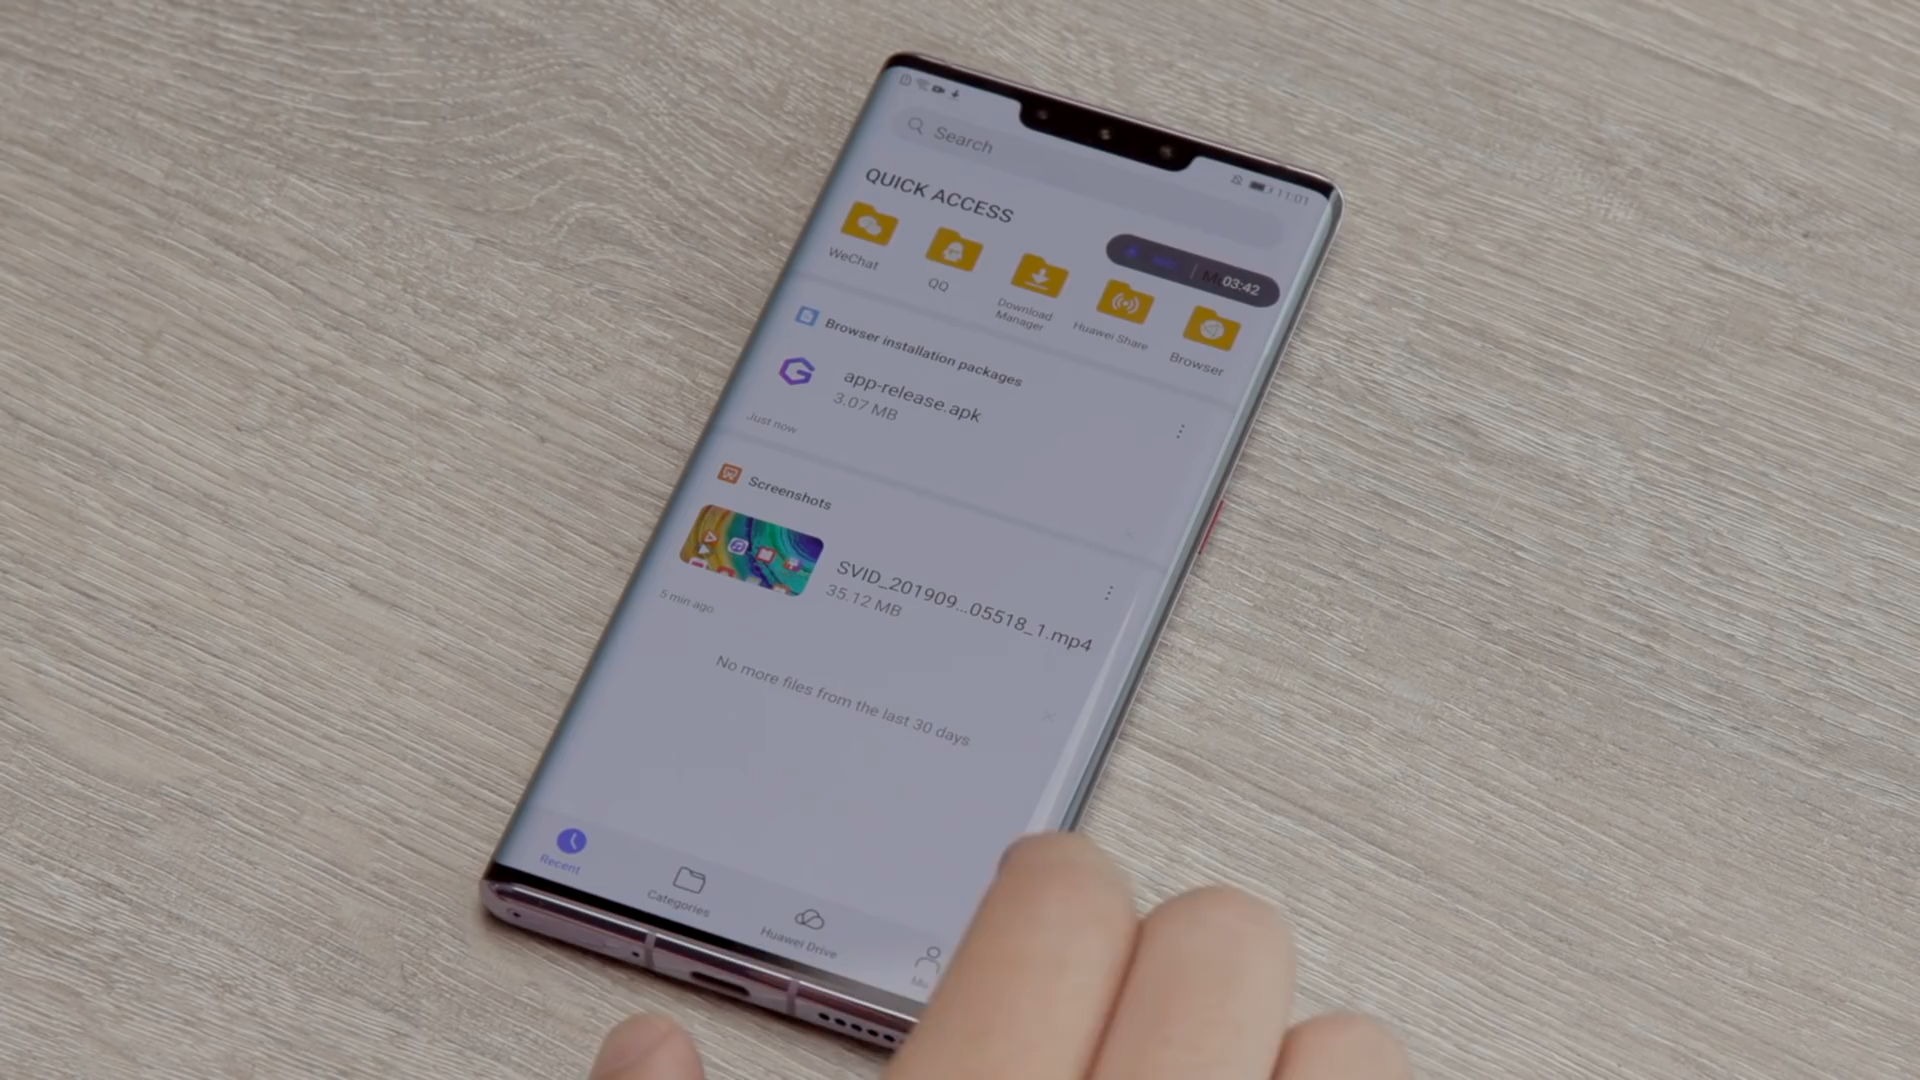 11:01
Search
QUICK ACCESS
03:42
WeChat
QQ
Download
Manager
Huawei Share
Browser
Browser installation packages
app-release.apk
3.07 MB
Just now
Screenshots
SVID_201909...05518_1.mp4
35.12 MB
5 min ago
No more files from the last 30 days
Recent
Categories
Huawei Drive